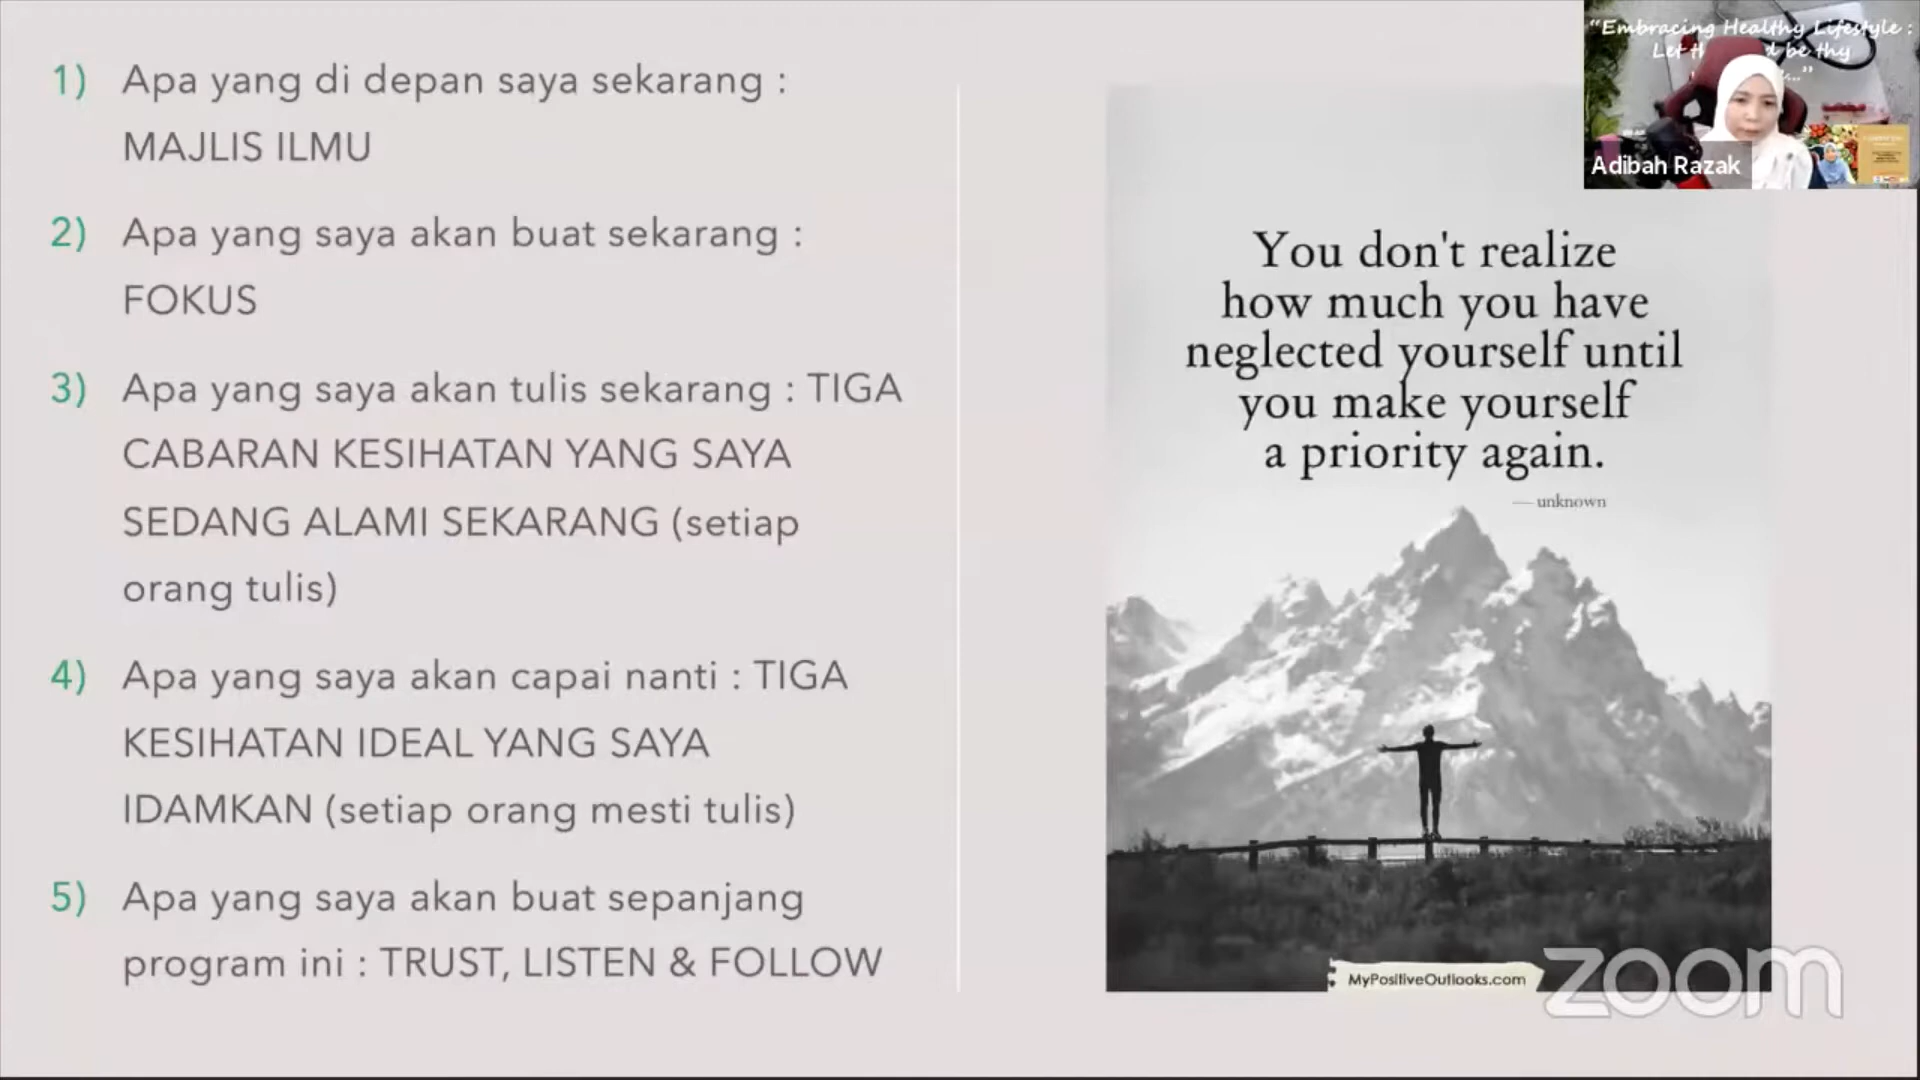 1) Apa yang di depan saya sekarang :
MAJLIS ILMU
2) Apa yang saya akan buat sekarang :
FOKUS
3) Apa yang saya akan tulis sekarang : TIGA
CABARAN KESIHATAN YANG SAYA
SEDANG ALAMI SEKARANG (setiap
orang tulis)
4) Apa yang saya akan capai nanti : TIGA
KESIHATAN IDEAL YANG SAYA
IDAMKAN (setiap orang mesti tulis)
5) Apa yang saya akan buat sepanjang
program ini : TRUST, LISTEN & FOLLOW
You don't realize
how much you have
neglected yourself until
you make yourself
a priority again.
— unknown
MyPositiveOutlooks.com
"Embracing Healthy Lifestyle :
Let be thy
Adibah Razak
zoom